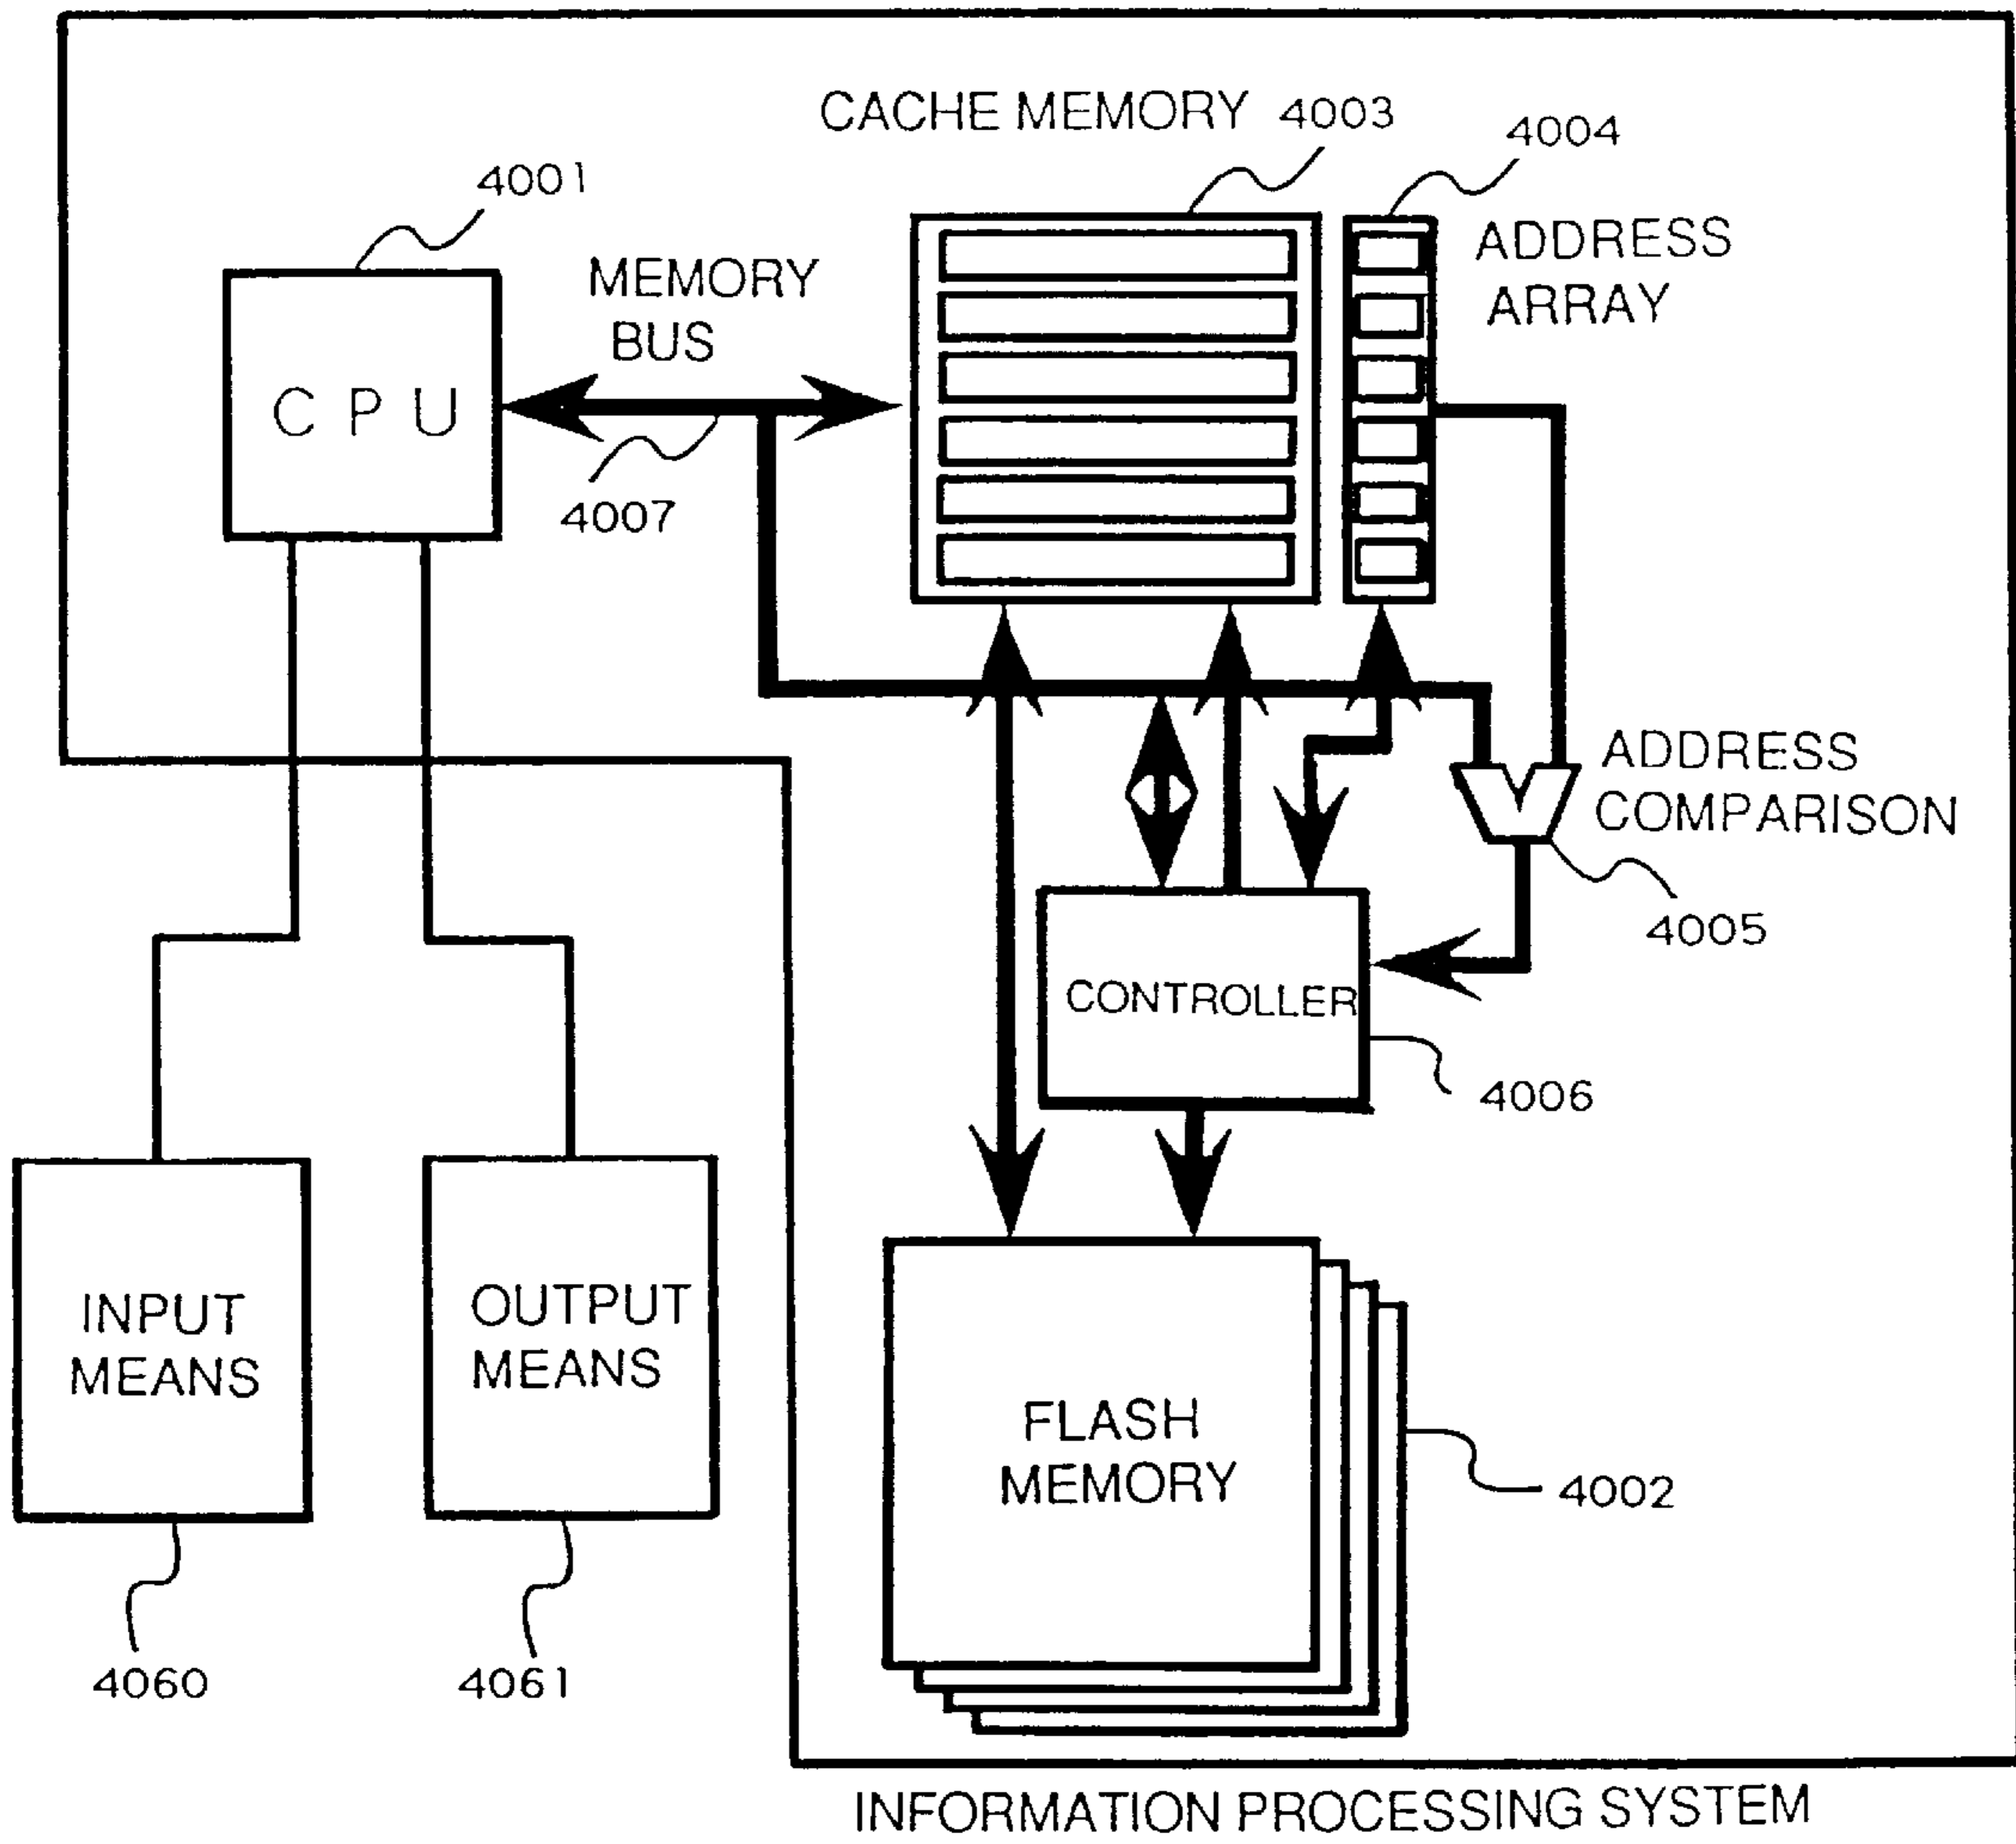 CACHE MEMORY 4003
4004
4001
ADDRESS
ARRAY
MEMORY
BUS
C P U
4007
ADDRESS
COMPARISON
4005
CONTROLLER
4006
INPUT
MEANS
OUTPUT
MEANS
FLASH
MEMORY
4002
4060
4061
INFORMATION PROCESSING SYSTEM